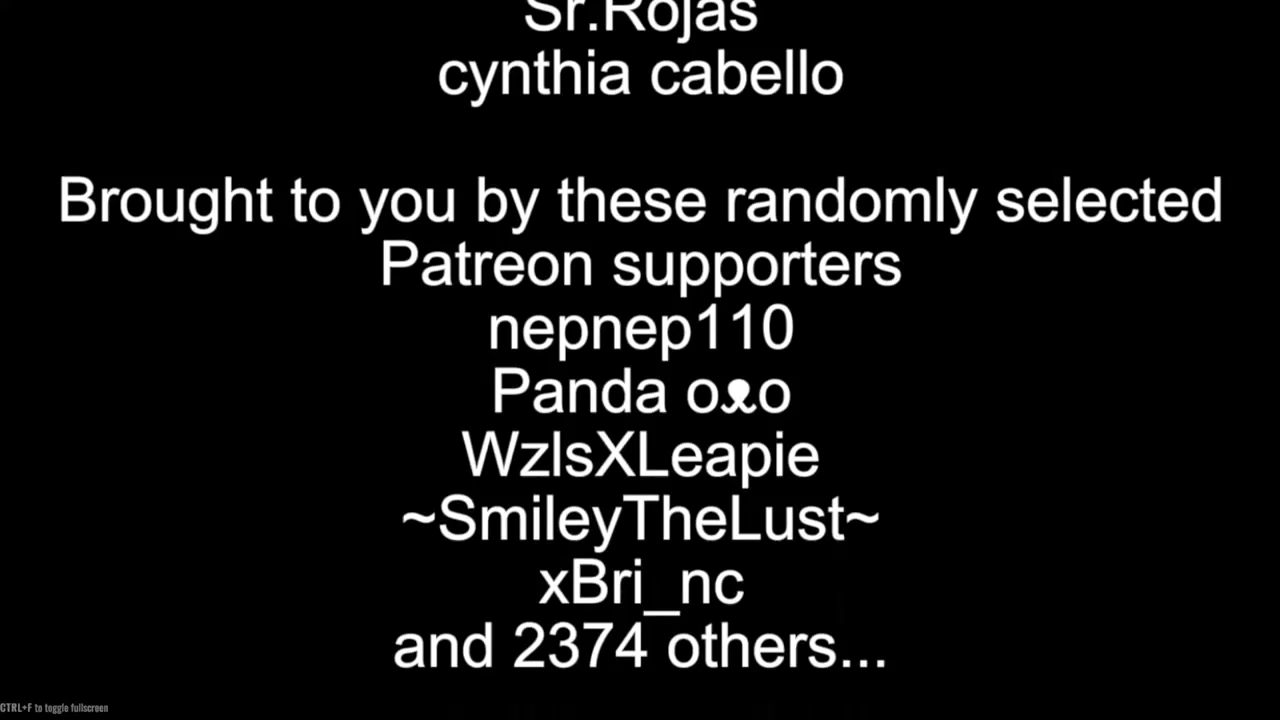 Sr.Rojas
cynthia cabello
Brought to you by these randomly selected
Patreon supporters
nepnep110
Panda oᴥo
WzlsXLeapie
~SmileyTheLust~
xBri_nc
and 2374 others...
CTRL+F to toggle fullscreen